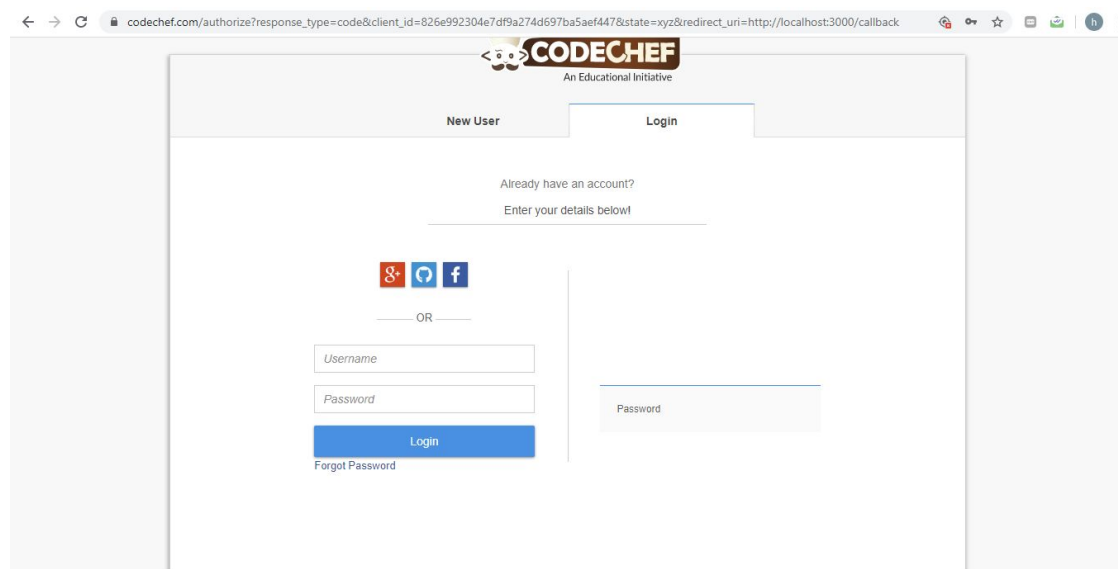 codechef.com/authorize?response_type=code&client_id=826e992304e7df9a274d697ba5aef447&state=xyz&redirect_uri=http://localhost:3000/callback
h
CODECHEF
An Educational Initiative
New User
Login
Already have an account?
Enter your details below!
g+ f
OR
Username
Password
Login
Forgot Password
Password